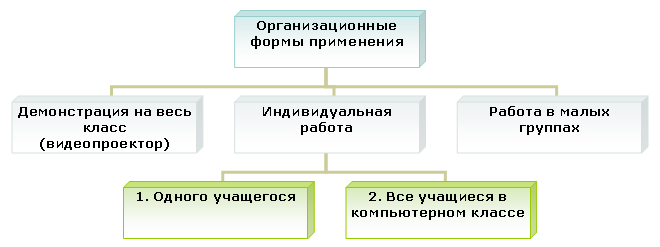 Организационные
формы применения
Демонстрация на весь
класс
(видеопроектор)
Индивидуальная
работа
Работа в малых
группах
1. Одного учащегося
2. Все учащиеся в
компьютерном классе